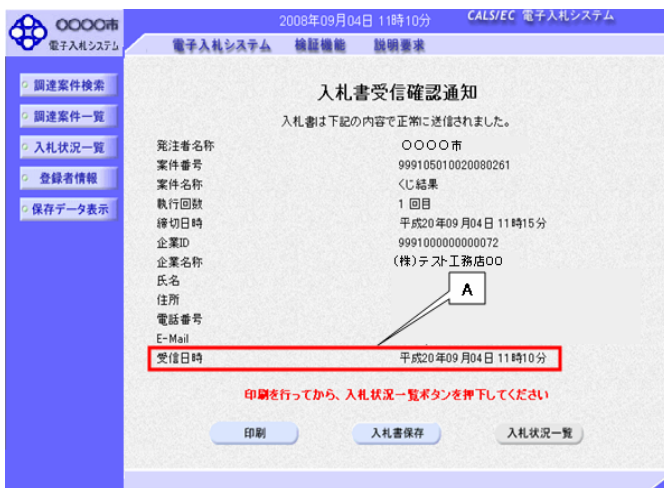 〇〇〇〇市
電子入札システム
2008年09月04日 11時10分
CALS/EC 電子入札システム
電子入札システム 検証機能 説明要求
調達案件検索
調達案件一覧
入札状況一覧
登録者情報
保存データ表示
入札書受信確認通知
入札書は下記の内容で正常に送信されました。
発注者名称 〇〇〇〇市
案件番号 999105010020080261
案件名称 くじ結果
執行回数 1 回目
締切日時 平成20年09月04日 11時15分
企業ID 9991000000000072
企業名称 (株)テスト工務店〇〇
氏名
住所
A
電話番号
E-Mail
受信日時 平成20年09月04日 11時10分
印刷を行ってから、入札状況一覧ボタンを押下してください
印刷 入札書保存 入札状況一覧